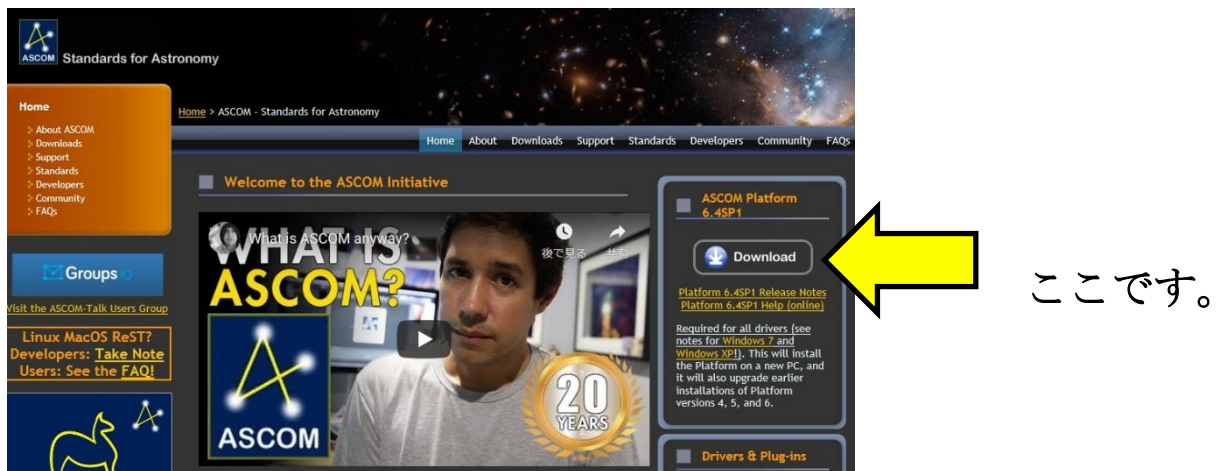 ASCOM
Standards for Astronomy
Home
About ASCOM
Downloads
Support
Standards
Developers
Community
FAQs
Home > ASCOM - Standards for Astronomy
Home About Downloads Support Standards Developers Community FAQs
Groups.io
Visit the ASCOM-Talk Users Group
Linux MacOS ReST?
Developers: Take Note
Users: See the FAQ!
Welcome to the ASCOM Initiative
What is ASCOM anyway?
後で見る
共有
WHAT IS
ASCOM?
ASCOM
20
YEARS
ASCOM Platform
6.4SP1
Download
Platform 6.4SP1 Release Notes
Platform 6.4SP1 Help (online)
Required for all drivers (see
notes for Windows 7 and
Windows XP!). This will install
the Platform on a new PC, and
it will also upgrade earlier
installations of Platform
versions 4, 5, and 6.
Drivers & Plug-ins
ここです。